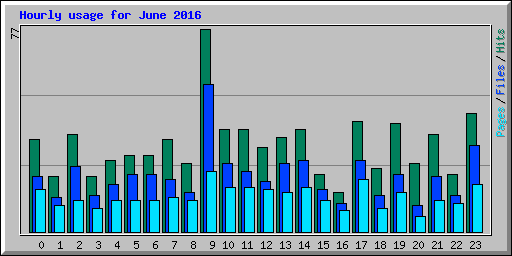 Hourly usage for June 2016
77
Pages / Files / Hits
0 1 2 3 4 5 6 7 8 9 10 11 12 13 14 15 16 17 18 19 20 21 22 23